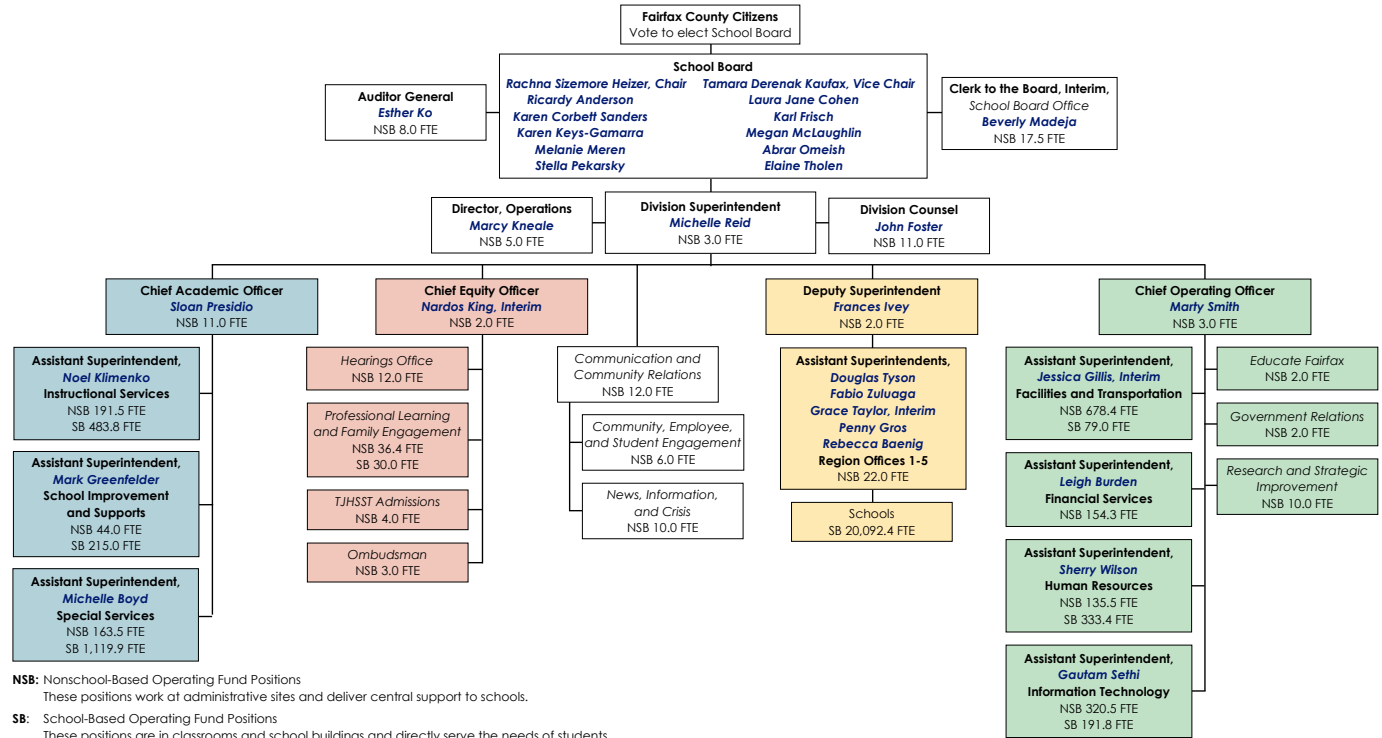 Fairfax County Citizens
Vote to elect School Board
School Board
Rachna Sizemore Heizer, Chair
Ricardy Anderson
Karen Corbett Sanders
Karen Keys-Gamarra
Melanie Meren
Stella Pekarsky
Tamara Derenak Kaufax, Vice Chair
Laura Jane Cohen
Karl Frisch
Megan McLaughlin
Abrar Omeish
Elaine Tholen
Auditor General
Esther Ko
NSB 8.0 FTE
Clerk to the Board, Interim,
School Board Office
Beverly Madeja
NSB 17.5 FTE
Director, Operations
Marcy Kneale
NSB 5.0 FTE
Division Superintendent
Michelle Reid
NSB 3.0 FTE
Division Counsel
John Foster
NSB 11.0 FTE
Chief Academic Officer
Sloan Presidio
NSB 11.0 FTE
Assistant Superintendent,
Noel Klimenko
Instructional Services
NSB 191.5 FTE
SB 483.8 FTE
Assistant Superintendent,
Mark Greenfelder
School Improvement
and Supports
NSB 44.0 FTE
SB 215.0 FTE
Assistant Superintendent,
Michelle Boyd
Special Services
NSB 163.5 FTE
SB 1,119.9 FTE
Chief Equity Officer
Nardos King, Interim
NSB 2.0 FTE
Hearings Office
NSB 12.0 FTE
Professional Learning
and Family Engagement
NSB 36.4 FTE
SB 30.0 FTE
TJHSST Admissions
NSB 4.0 FTE
Ombudsman
NSB 3.0 FTE
Communication and
Community Relations
NSB 12.0 FTE
Community, Employee,
and Student Engagement
NSB 6.0 FTE
News, Information,
and Crisis
NSB 10.0 FTE
Deputy Superintendent
Frances Ivey
NSB 2.0 FTE
Assistant Superintendents,
Douglas Tyson
Fabio Zuluaga
Grace Taylor, Interim
Penny Gros
Rebecca Baenig
Region Offices 1-5
NSB 22.0 FTE
Schools
SB 20,092.4 FTE
Chief Operating Officer
Marty Smith
NSB 3.0 FTE
Assistant Superintendent,
Jessica Gillis, Interim
Facilities and Transportation
NSB 678.4 FTE
SB 79.0 FTE
Assistant Superintendent,
Leigh Burden
Financial Services
NSB 154.3 FTE
Assistant Superintendent,
Sherry Wilson
Human Resources
NSB 135.5 FTE
SB 333.4 FTE
Assistant Superintendent,
Gautam Sethi
Information Technology
NSB 320.5 FTE
SB 191.8 FTE
Educate Fairfax
NSB 2.0 FTE
Government Relations
NSB 2.0 FTE
Research and Strategic
Improvement
NSB 10.0 FTE
NSB: Nonschool-Based Operating Fund Positions
These positions work at administrative sites and deliver central support to schools.
SB: School-Based Operating Fund Positions
These positions are in classrooms and school buildings and directly serve the needs of students